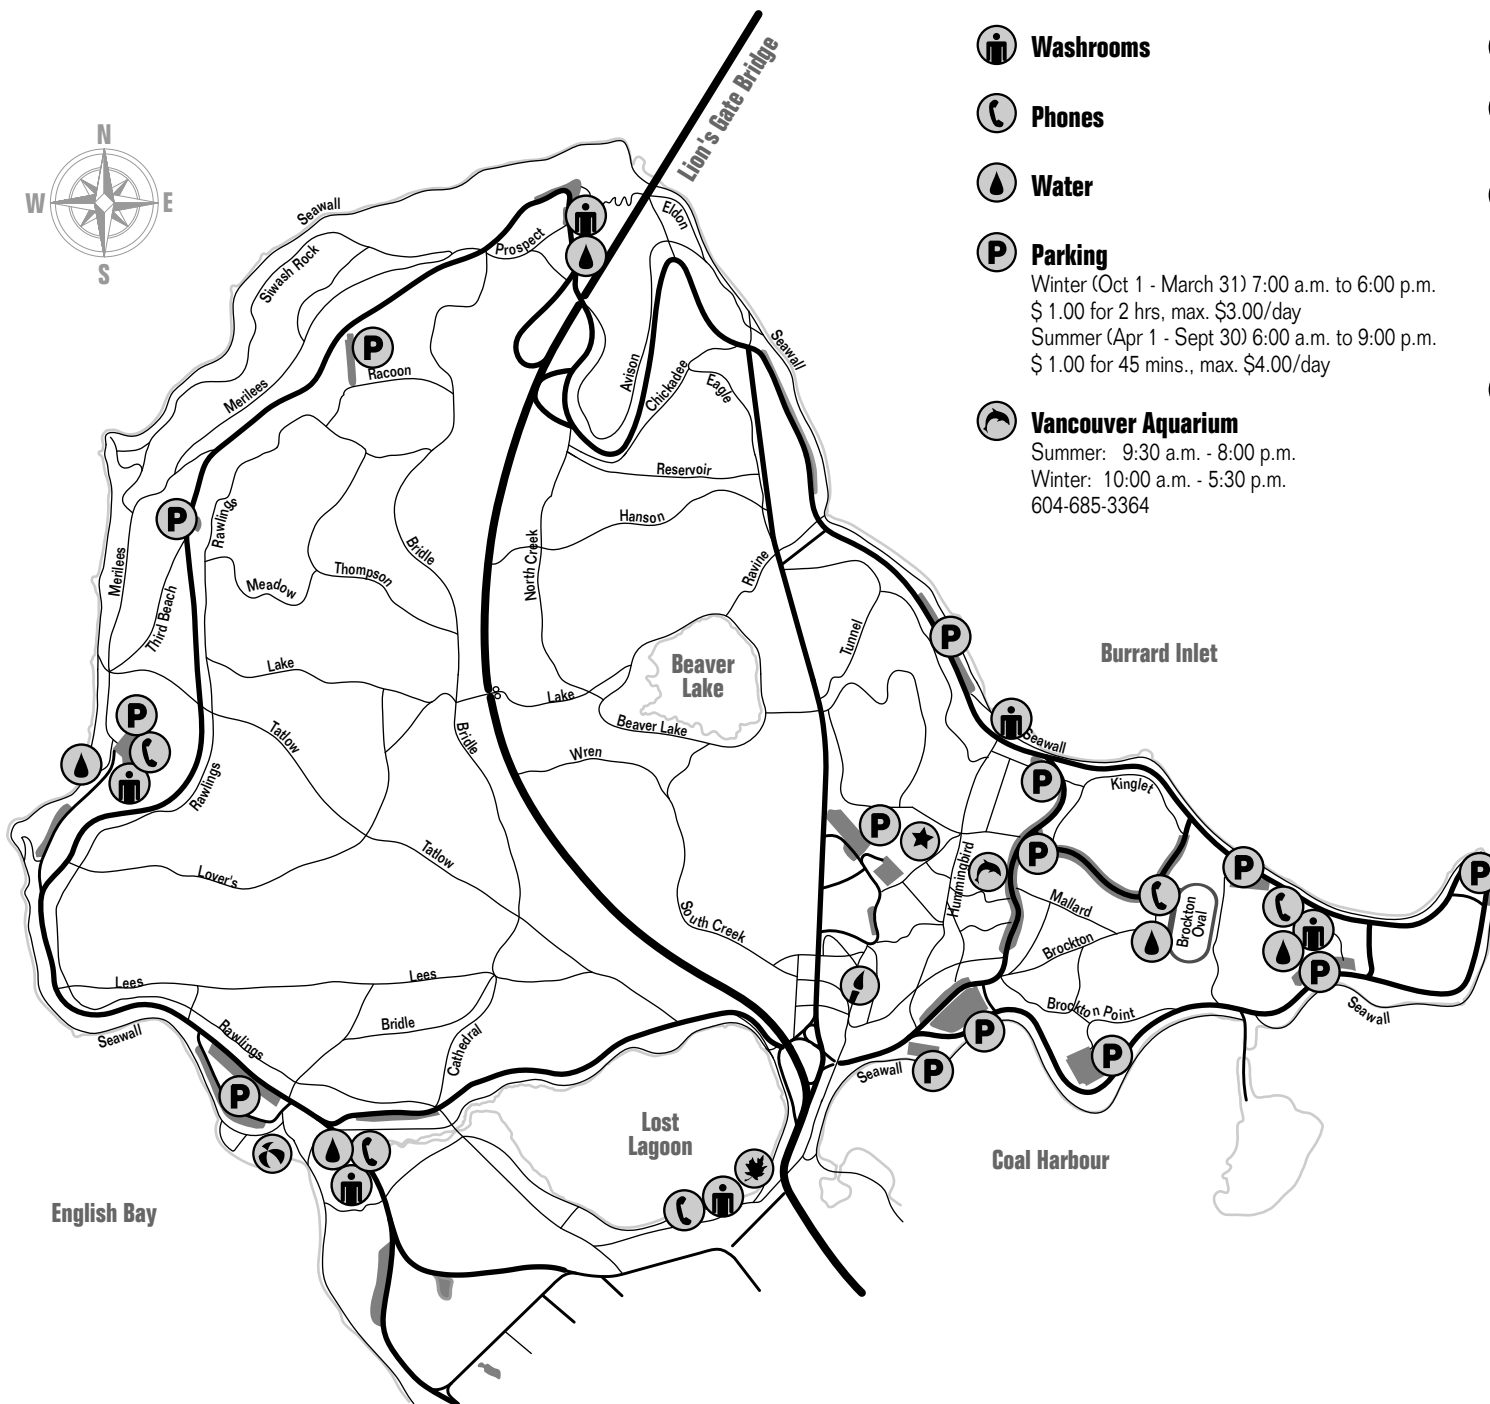 N
W
E
S
Lion's Gate Bridge
Washrooms
Phones
Water
P
Parking
Winter (Oct 1 - March 31) 7:00 a.m. to 6:00 p.m.
$ 1.00 for 2 hrs, max. $3.00/day
Summer (Apr 1 - Sept 30) 6:00 a.m. to 9:00 p.m.
$ 1.00 for 45 mins., max. $4.00/day
Vancouver Aquarium
Summer: 9:30 a.m. - 8:00 p.m.
Winter: 10:00 a.m. - 5:30 p.m.
604-685-3364
Seawall
Eldon
Prospect
Siwash Rock
Seawall
P
Racoon
Merilees
Avison
Chickadee
Eagle
Reservoir
Hanson
P
Rawlings
Bridle
North Creek
Ravine
Merilees
Meadow
Thompson
Third Beach
Tunnel
P
Burrard Inlet
Lake
Beaver
Lake
Lake
Beaver Lake
P
Tatlow
Bridle
Wren
Seawall
P
Kinglet
Rawlings
P
Tatlow
Lover's
Hummingbird
P
P
P
Mallard
Brockton
Oval
South Creek
Brockton
Lees
Lees
P
Brockton Point
Seawall
Seawall
Rawlings
Bridle
Cathedral
P
P
Seawall
P
P
Lost
Lagoon
Coal Harbour
English Bay